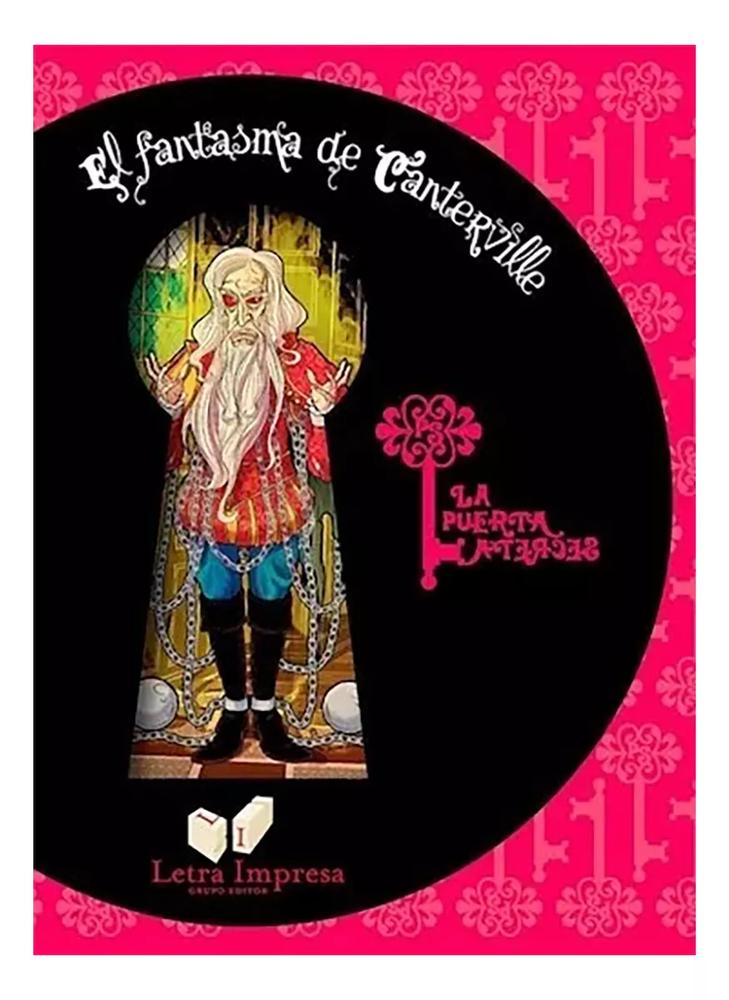 El fantasma de Canterville
LA
PUERTA
SECRETA
L I
Letra Impresa
GRUPO EDITOR